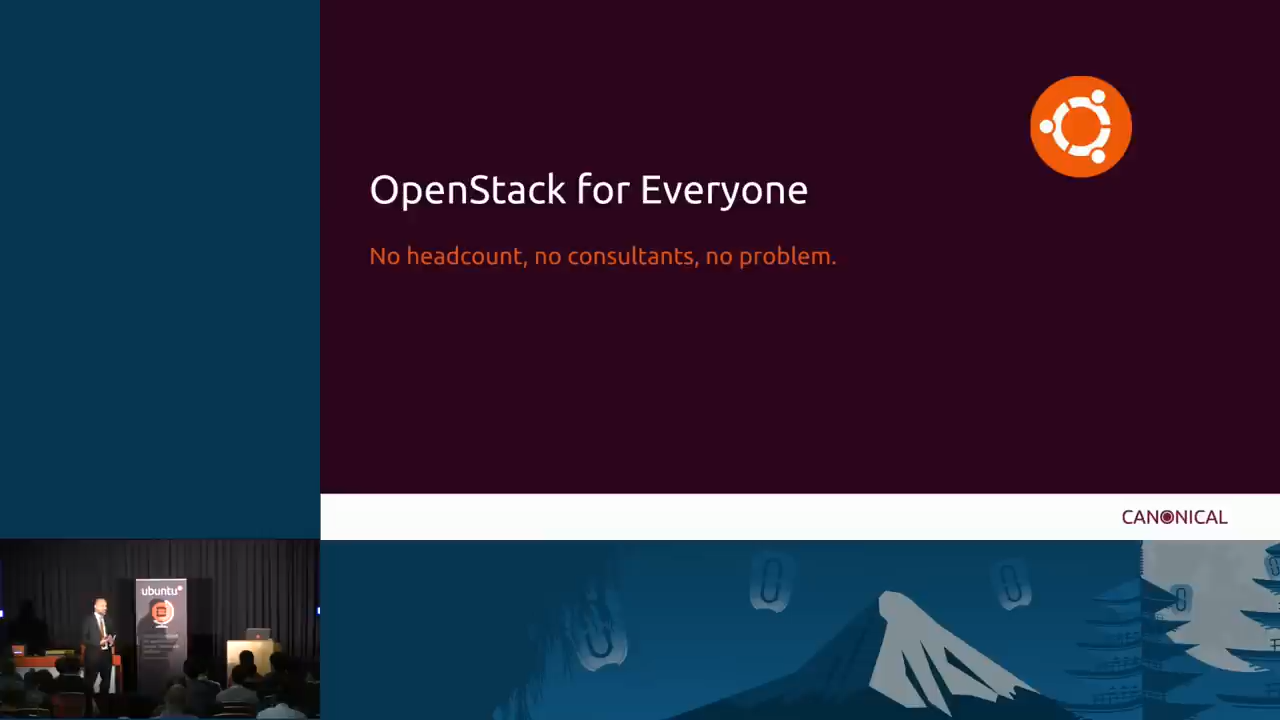 OpenStack for Everyone
No headcount, no consultants, no problem.
CANONICAL
ubuntu